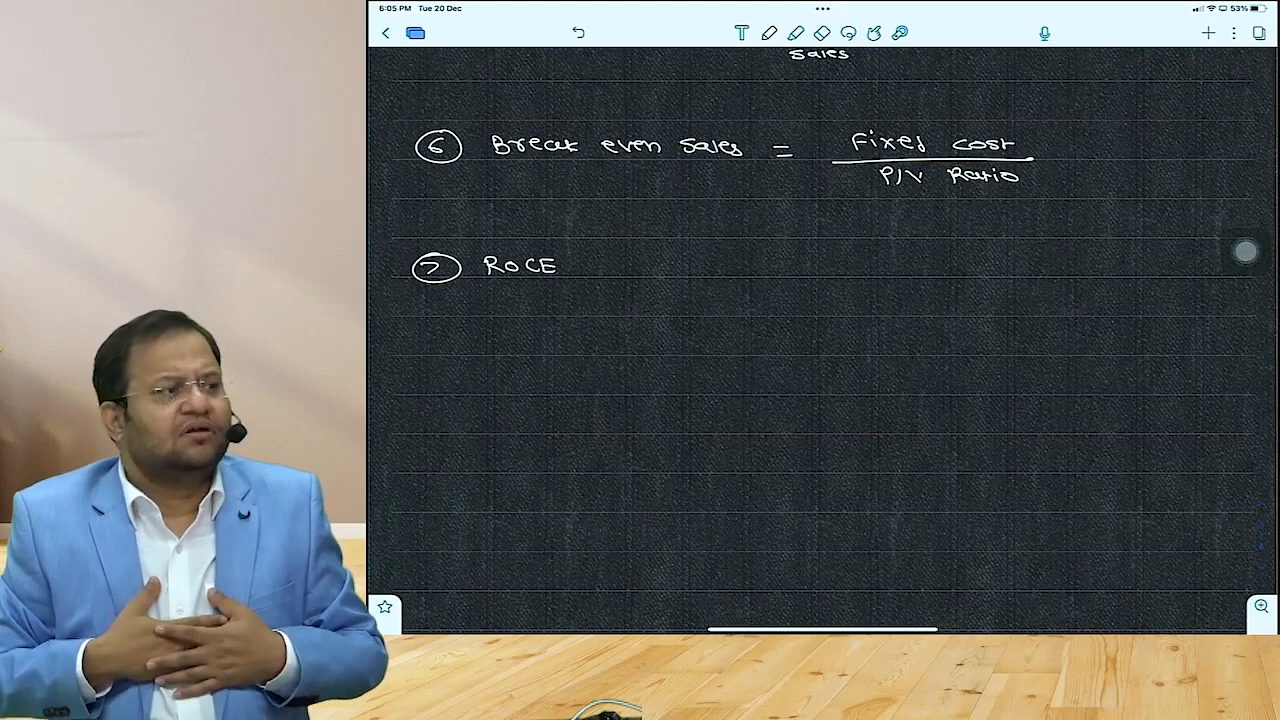 6:05 PM Tue 20 Dec
53%
Sales
6 Break even Sales = Fixed Cost
P/V Ratio
7 ROCE